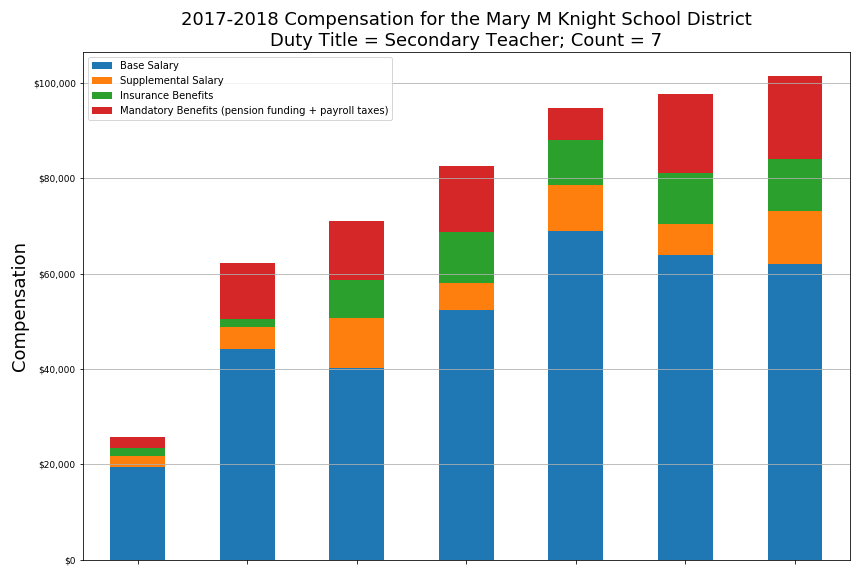 2017-2018 Compensation for the Mary M Knight School District
Duty Title = Secondary Teacher; Count = 7
Base Salary
Supplemental Salary
Insurance Benefits
Mandatory Benefits (pension funding + payroll taxes)
$100,000
$80,000
$60,000
$40,000
$20,000
$0
Compensation